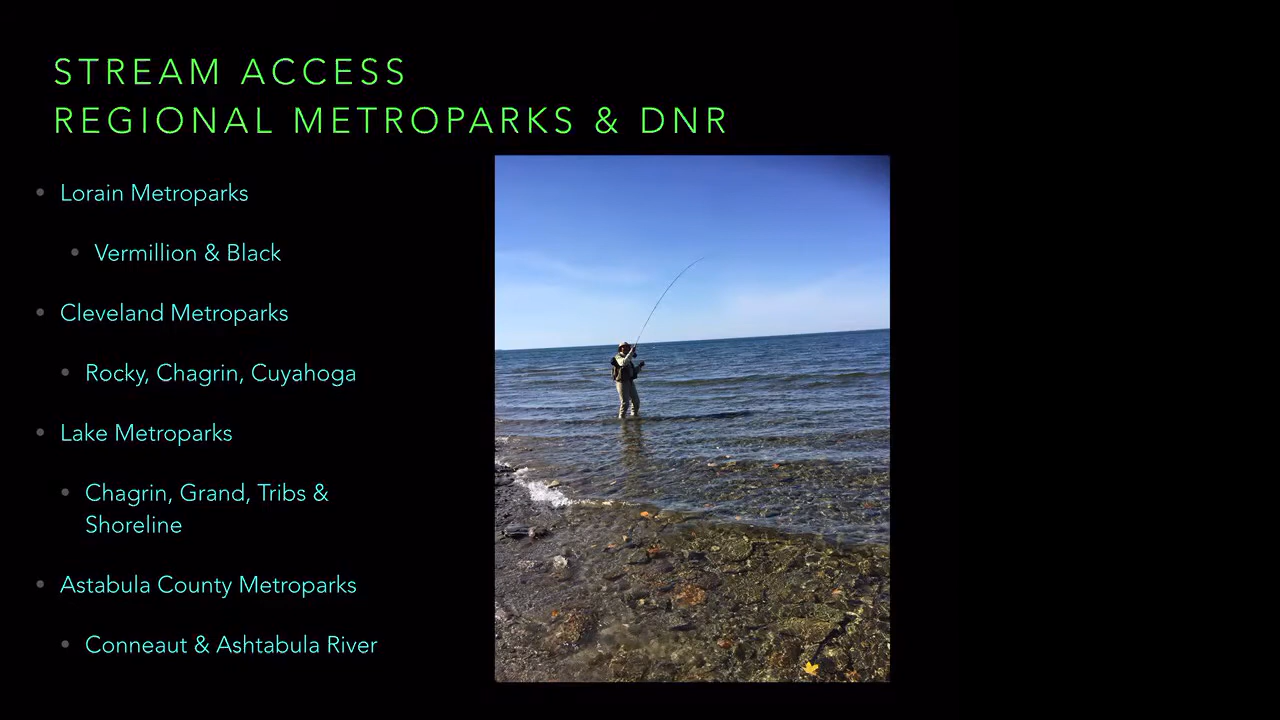 STREAM ACCESS
REGIONAL METROPARKS & DNR
Lorain Metroparks
Vermillion & Black
Cleveland Metroparks
Rocky, Chagrin, Cuyahoga
Lake Metroparks
Chagrin, Grand, Tribs &
Shoreline
Astabula County Metroparks
Conneaut & Ashtabula River